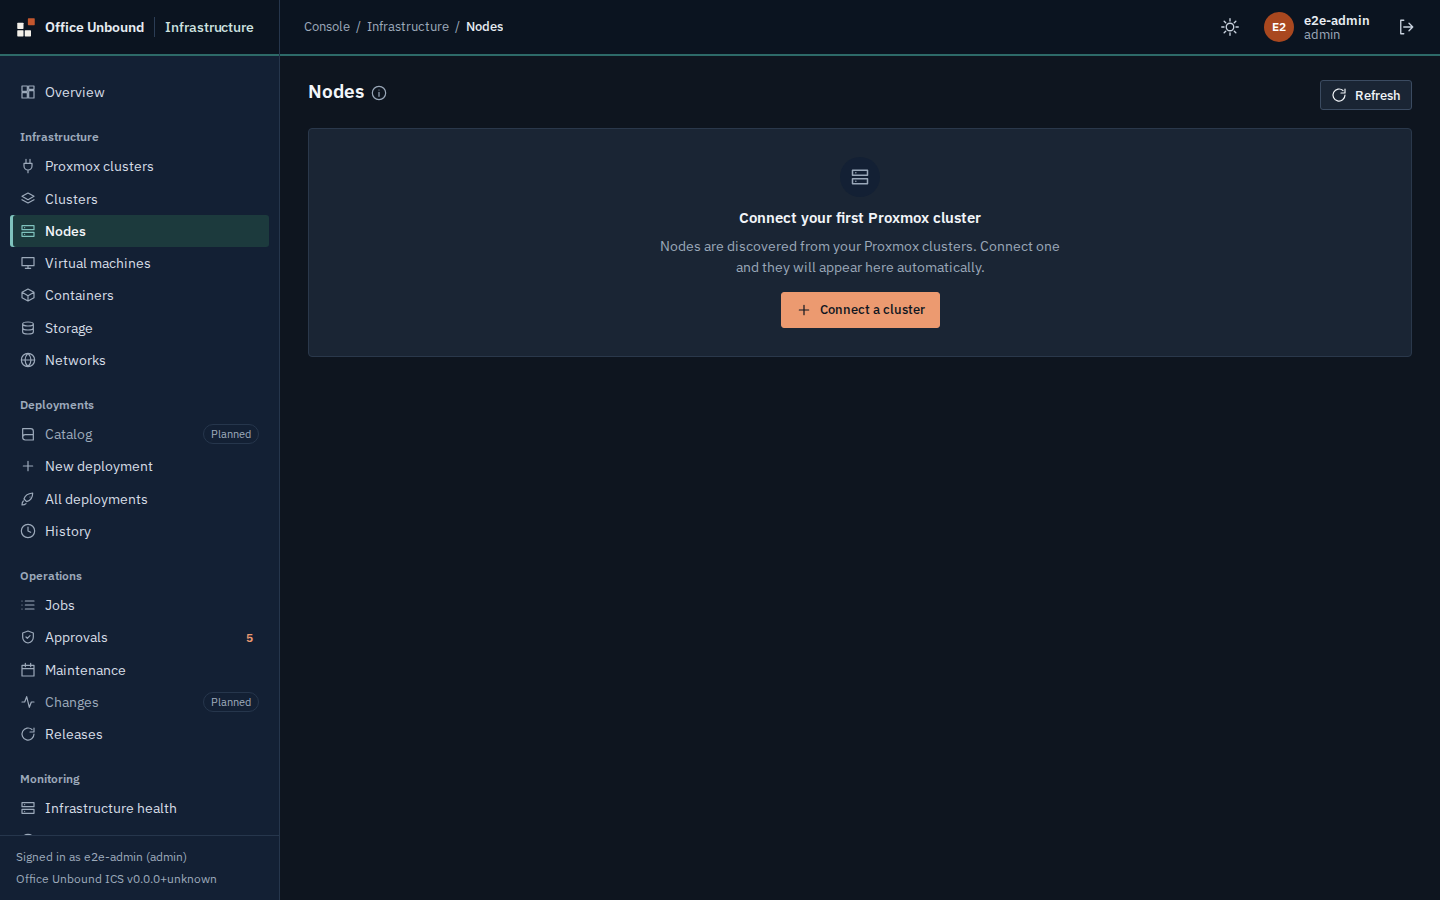 Office Unbound
Infrastructure
Console / Infrastructure / Nodes
E2
e2e-admin
admin
Overview
Infrastructure
Proxmox clusters
Clusters
Nodes
Virtual machines
Containers
Storage
Networks
Deployments
Catalog
Planned
New deployment
All deployments
History
Operations
Jobs
Approvals
5
Maintenance
Changes
Planned
Releases
Monitoring
Infrastructure health
Signed in as e2e-admin (admin)
Office Unbound ICS v0.0.0+unknown
Nodes
Refresh
Connect your first Proxmox cluster
Nodes are discovered from your Proxmox clusters. Connect one
and they will appear here automatically.
Connect a cluster